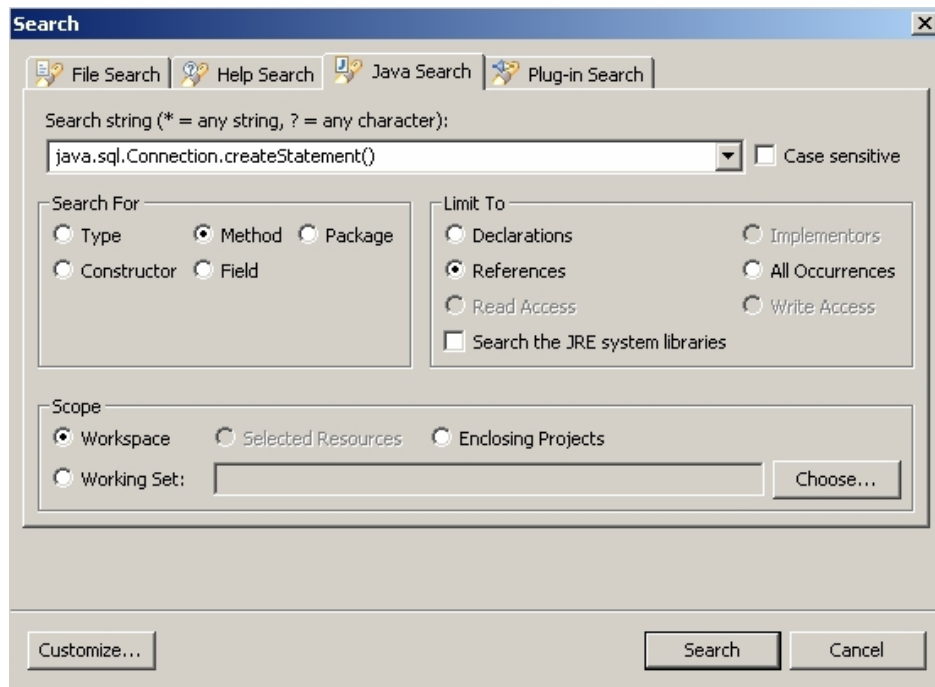 Search
File Search Help Search Java Search Plug-in Search
Search string (* = any string, ? = any character):
java.sql.Connection.createStatement() Case sensitive
Search For
Type Method Package
Constructor Field
Limit To
Declarations Implementors
References All Occurrences
Read Access Write Access
Search the JRE system libraries
Scope
Workspace Selected Resources Enclosing Projects
Working Set: Choose...
Customize... Search Cancel